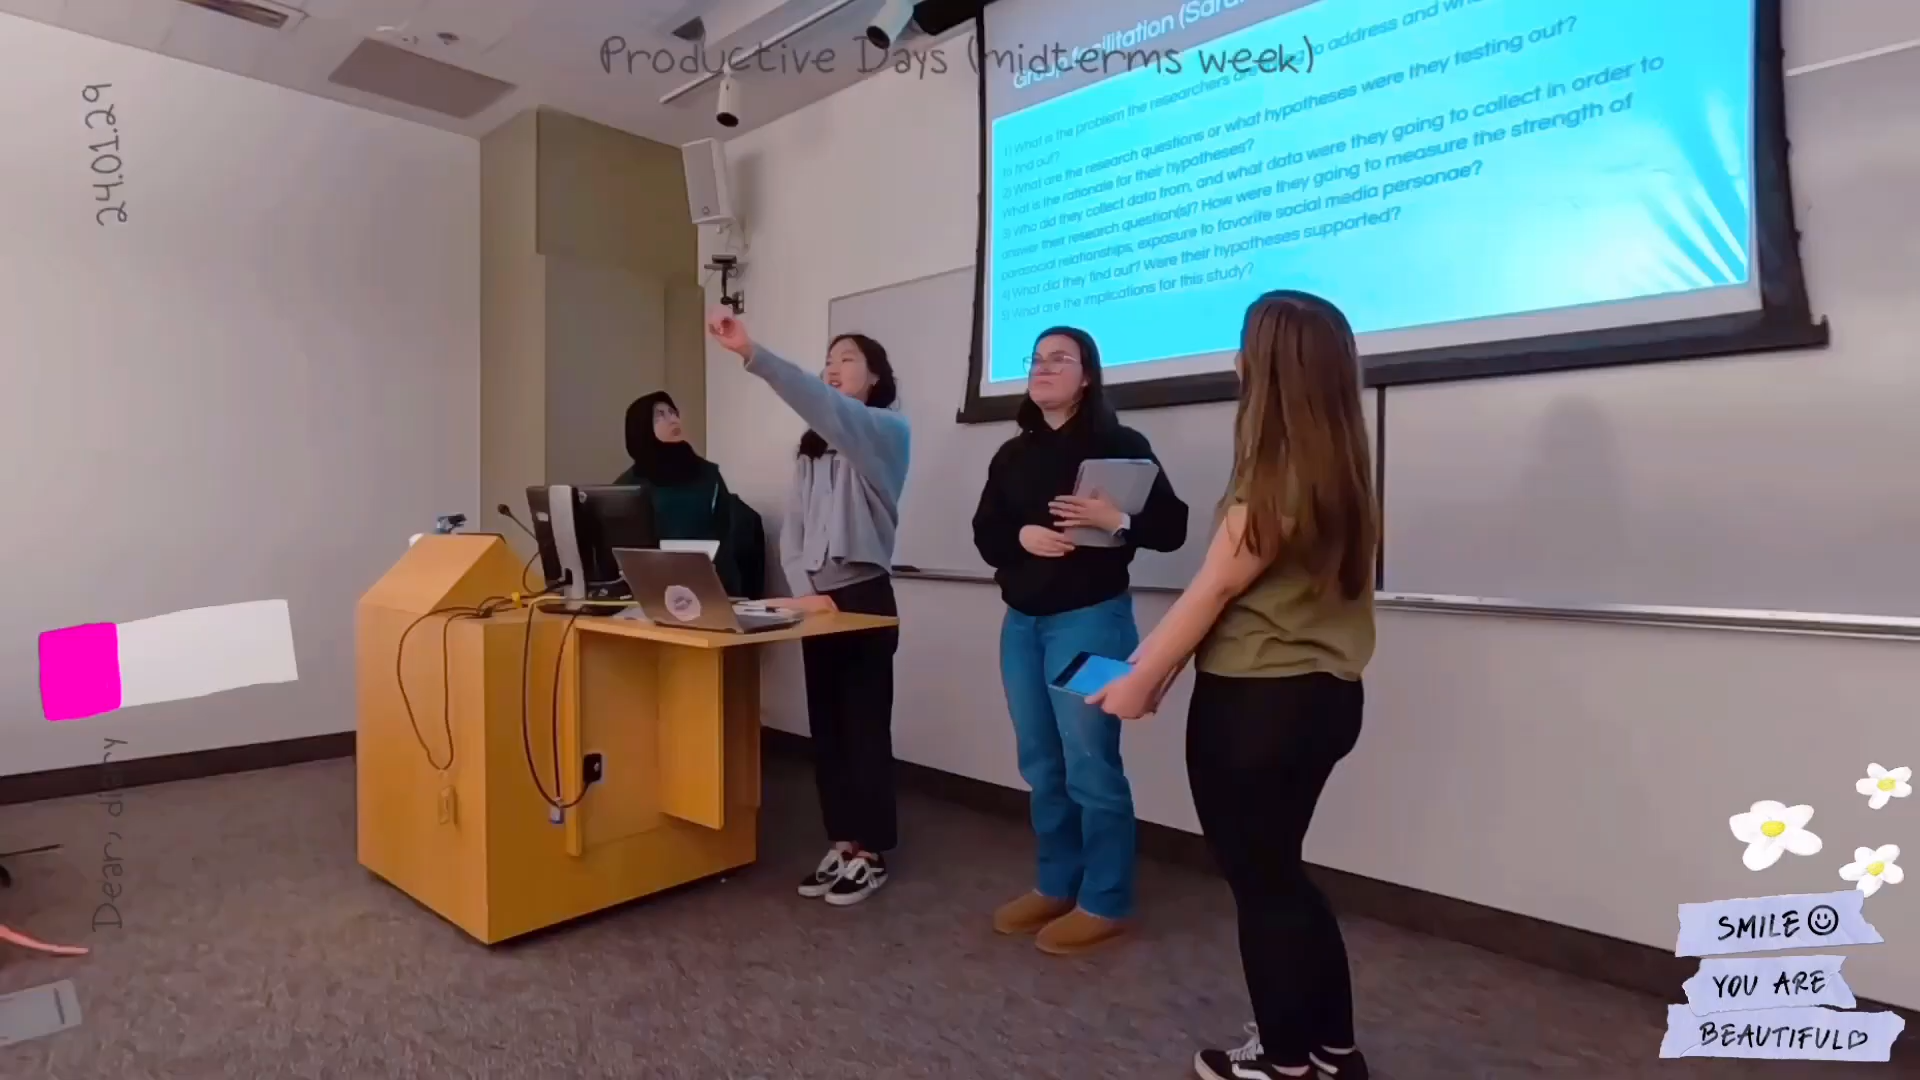 Productive Days (midterms week)
24.01.29
Group facilitation
1) What is the problem the researchers are to address and
to find out?
2) What are the research questions or what hypotheses were they testing out?
What is the rationale for their hypotheses?
3) Who did they collect data from, and what data were they going to collect in order to
answer their research question(s)? How were they going to measure the strength of
parasocial relationships, exposure to favorite social media personae?
4) What did they find out? Were their hypotheses supported?
5) What are the implications for this study?
Dear, diary
SMILE
YOU ARE
BEAUTIFUL